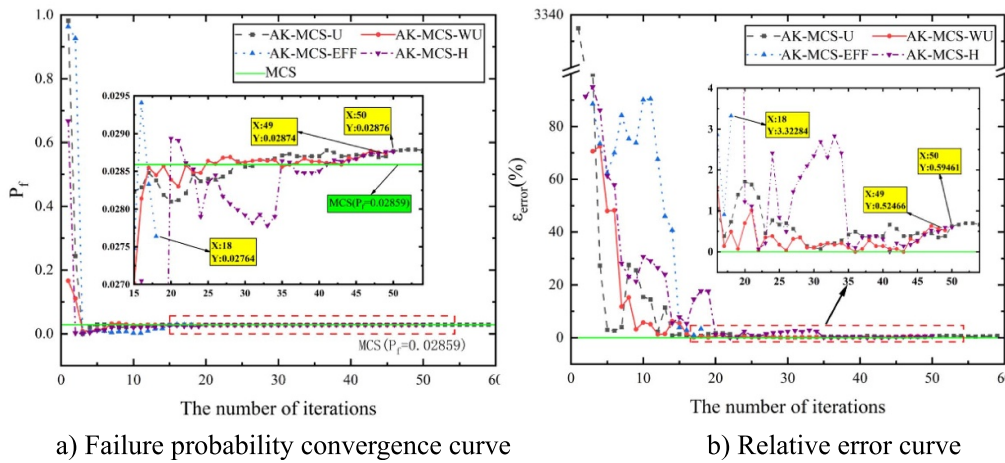 a)
AK-MCS-U
AK-MCS-WU
AK-MCS-EFF
AK-MCS-H
MCS
1.0
0.8
0.6
0.4
0.2
0.0
P_f
0.0295
0.0290
0.0285
0.0280
0.0275
0.0270
15 20 25 30 35 40 45 50
X:49
Y:0.02874
X:50
Y:0.02876
MCS(P_f=0.02859)
X:18
Y:0.02764
MCS(P_f=0.02859)
0 10 20 30 40 50 60
The number of iterations
a) Failure probability convergence curve
b)
AK-MCS-U
AK-MCS-WU
AK-MCS-EFF
AK-MCS-H
MCS
3340
80
60
40
20
0
ε_error(%)
4
3
2
1
0
20 25 30 35 40 45 50
X:18
Y:3.32284
X:50
Y:0.59461
X:49
Y:0.52466
0 10 20 30 40 50 60
The number of iterations
b) Relative error curve